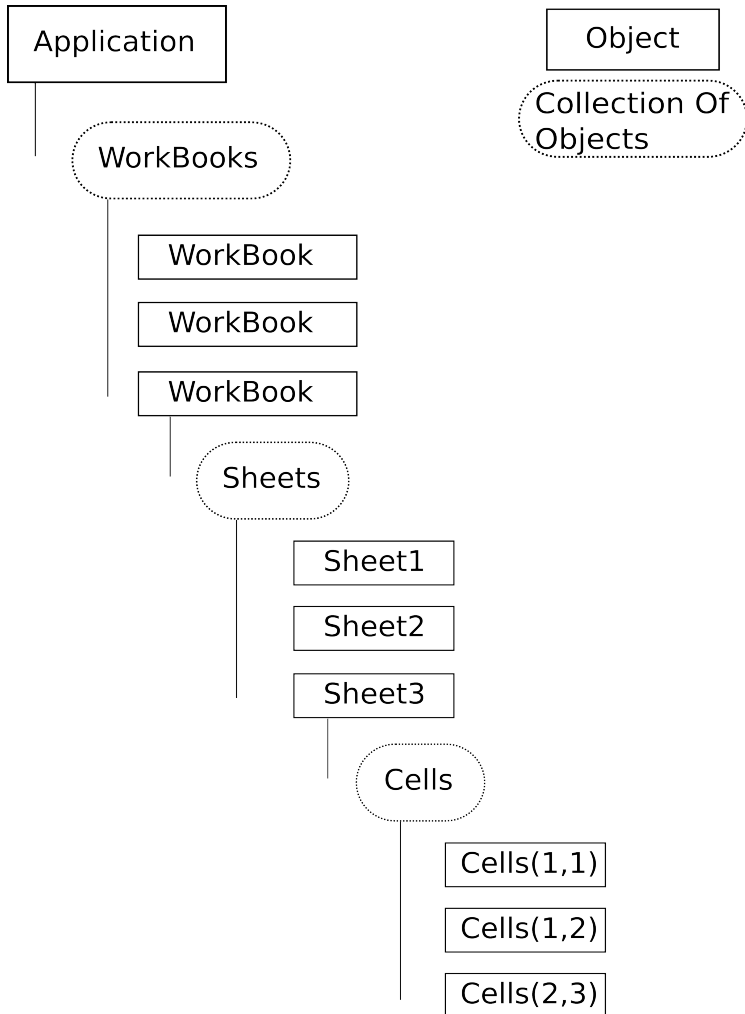 Application
Object
Collection Of
Objects
WorkBooks
WorkBook
WorkBook
WorkBook
Sheets
Sheet1
Sheet2
Sheet3
Cells
Cells(1,1)
Cells(1,2)
Cells(2,3)